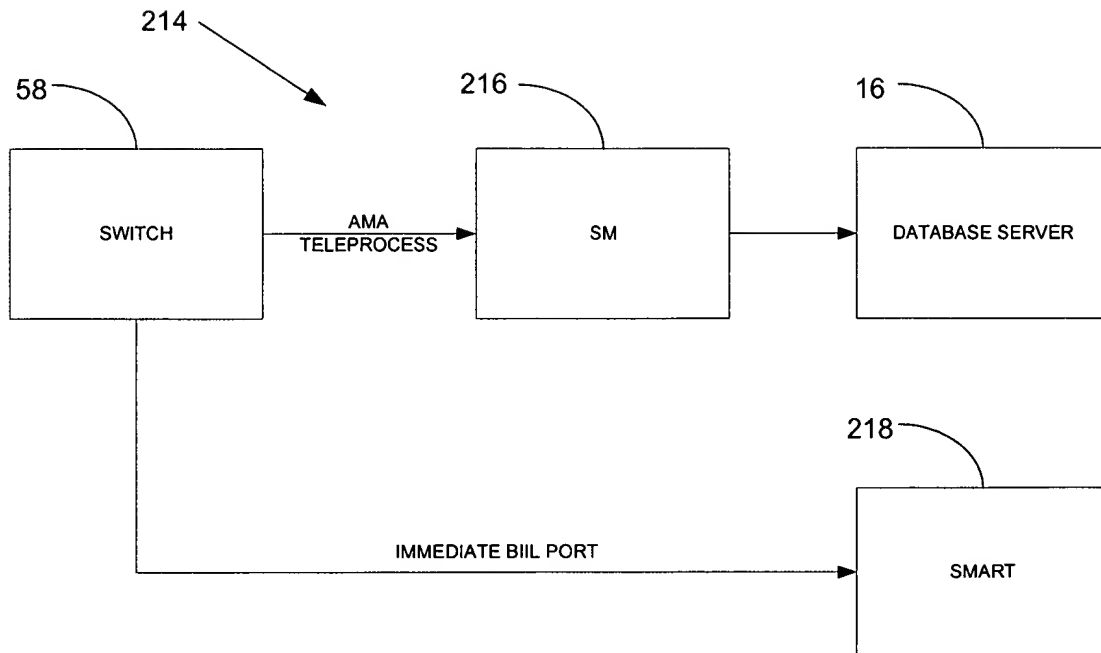 214
58
216
16
SWITCH
AMA
TELEPROCESS
SM
DATABASE SERVER
218
IMMEDIATE BIIL PORT
SMART